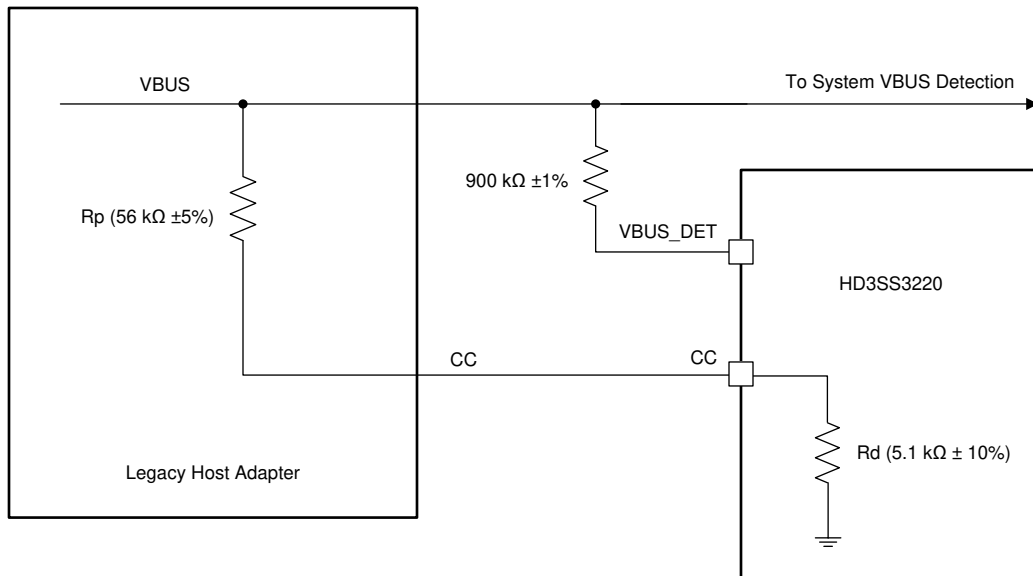 VBUS
To System VBUS Detection
900 kΩ ±1%
Rp (56 kΩ ±5%)
VBUS_DET
HD3SS3220
CC
CC
Rd (5.1 kΩ ± 10%)
Legacy Host Adapter